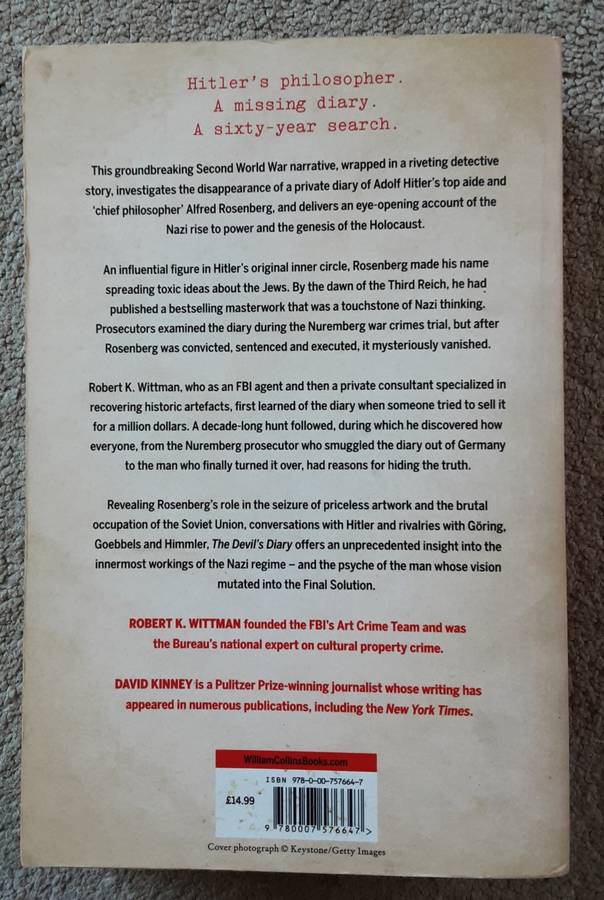 Hitler's philosopher.
A missing diary.
A sixty-year search.
This groundbreaking Second World War narrative, wrapped in a riveting detective
story, investigates the disappearance of a private diary of Adolf Hitler's top aide and
'chief philosopher' Alfred Rosenberg, and delivers an eye-opening account of the
Nazi rise to power and the genesis of the Holocaust.
An influential figure in Hitler's original inner circle, Rosenberg made his name
spreading toxic ideas about the Jews. By the dawn of the Third Reich, he had
published a bestselling masterwork that was a touchstone of Nazi thinking.
Prosecutors examined the diary during the Nuremberg war crimes trial, but after
Rosenberg was convicted, sentenced and executed, it mysteriously vanished.
Robert K. Wittman, who as an FBI agent and then a private consultant specialized in
recovering historic artefacts, first learned of the diary when someone tried to sell it
for a million dollars. A decade-long hunt followed, during which he discovered how
everyone, from the Nuremberg prosecutor who smuggled the diary out of Germany
to the man who finally turned it over, had reasons for hiding the truth.
Revealing Rosenberg's role in the seizure of priceless artwork and the brutal
occupation of the Soviet Union, conversations with Hitler and rivalries with Göring,
Goebbels and Himmler, The Devil's Diary offers an unprecedented insight into the
innermost workings of the Nazi regime – and the psyche of the man whose vision
mutated into the Final Solution.
ROBERT K. WITTMAN founded the FBI's Art Crime Team and was
the Bureau's national expert on cultural property crime.
DAVID KINNEY is a Pulitzer Prize-winning journalist whose writing has
appeared in numerous publications, including the New York Times.
WilliamCollinsBooks.com
ISBN 978-0-00-757664-7
£14.99
9 780007 576647 >
Cover photograph © Keystone/Getty Images